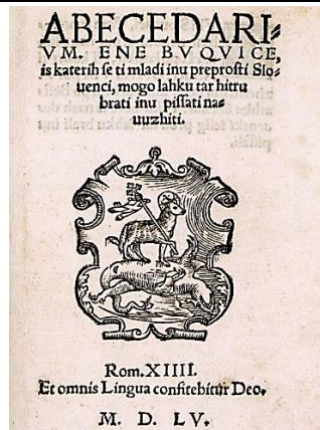 ABECEDARI⸗
VM. ENE BVQVICE,
is katerih ſe ti mladi inu preproſti Slo⸗
uenci, mogo lahku tar hitru
brati inu piſſati na⸗
uuzhiti.
Rom. XIIII.
Et omnis Lingua confitebitur Deo.
M. D. LV.